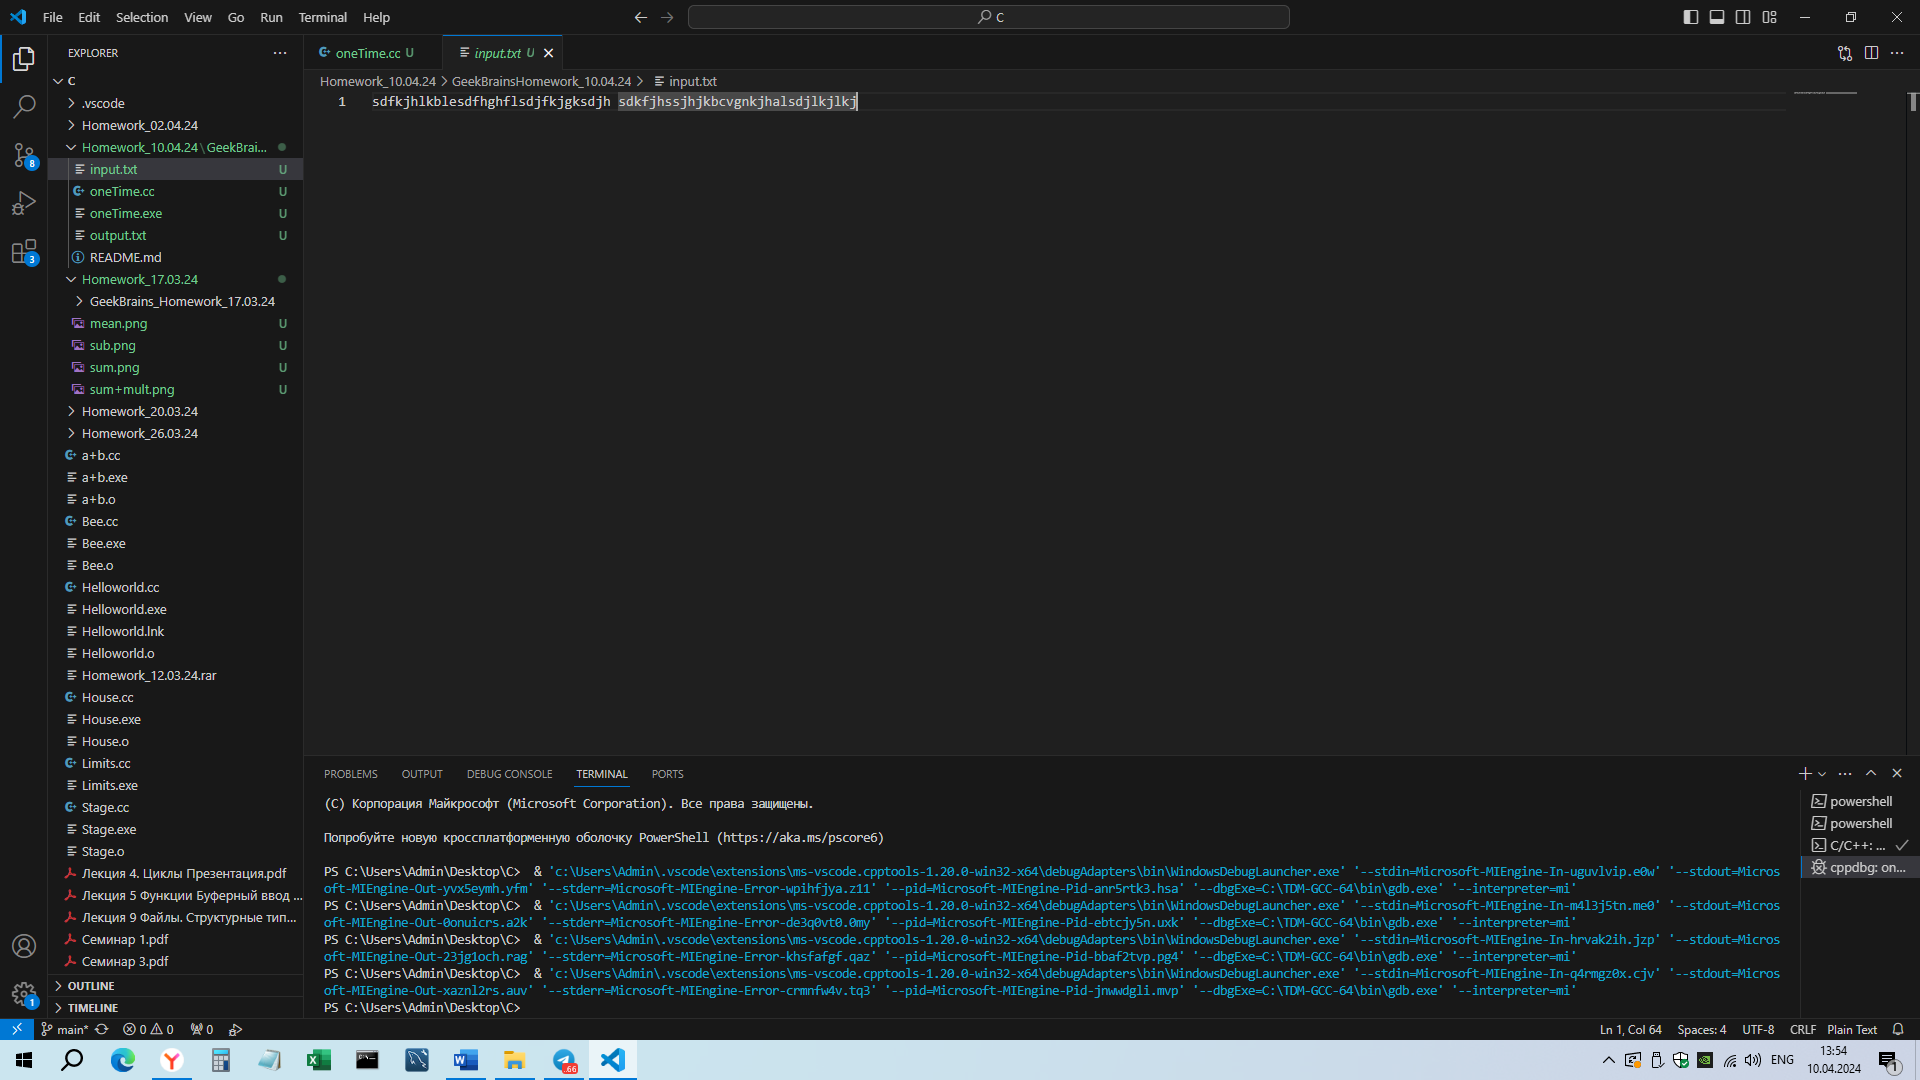 File Edit Selection View Go Run Terminal Help
C
EXPLORER
oneTime.cc U
input.txt U
Homework_10.04.24 > GeekBrainsHomework_10.04.24 > input.txt
1 sdfkjhlkblesdfhghflsdjfkjgksdjh sdkfjhssjhjkbcvgnkjhalsdjlkjlkj
C
.vscode
Homework_02.04.24
Homework_10.04.24\GeekBrai...
input.txt U
oneTime.cc U
oneTime.exe U
output.txt U
README.md
Homework_17.03.24
GeekBrains_Homework_17.03.24
mean.png U
sub.png U
sum.png U
sum+mult.png U
Homework_20.03.24
Homework_26.03.24
a+b.cc
a+b.exe
a+b.o
Bee.cc
Bee.exe
Bee.o
Helloworld.cc
Helloworld.exe
Helloworld.lnk
Helloworld.o
Homework_12.03.24.rar
House.cc
House.exe
House.o
Limits.cc
Limits.exe
Stage.cc
Stage.exe
Stage.o
Лекция 4. Циклы Презентация.pdf
Лекция 5 Функции Буферный ввод ...
Лекция 9 Файлы. Структурные тип...
Семинар 1.pdf
Семинар 3.pdf
OUTLINE
TIMELINE
8
3
1
PROBLEMS OUTPUT DEBUG CONSOLE TERMINAL PORTS
(C) Корпорация Майкрософт (Microsoft Corporation). Все права защищены.
Попробуйте новую кроссплатформенную оболочку PowerShell (https://aka.ms/pscore6)
PS C:\Users\Admin\Desktop\C>  & 'c:\Users\Admin\.vscode\extensions\ms-vscode.cpptools-1.20.0-win32-x64\debugAdapters\bin\WindowsDebugLauncher.exe' '--stdin=Microsoft-MIEngine-In-uguvlvip.e0w' '--stdout=Micros
oft-MIEngine-Out-yvx5eymh.yfm' '--stderr=Microsoft-MIEngine-Error-wpihfjya.z11' '--pid=Microsoft-MIEngine-Pid-anr5rtk3.hsa' '--dbgExe=C:\TDM-GCC-64\bin\gdb.exe' '--interpreter=mi'
PS C:\Users\Admin\Desktop\C>  & 'c:\Users\Admin\.vscode\extensions\ms-vscode.cpptools-1.20.0-win32-x64\debugAdapters\bin\WindowsDebugLauncher.exe' '--stdin=Microsoft-MIEngine-In-m4l3j5tn.me0' '--stdout=Micros
oft-MIEngine-Out-0onuicrs.a2k' '--stderr=Microsoft-MIEngine-Error-de3q0vt0.0my' '--pid=Microsoft-MIEngine-Pid-ebtcjy5n.uxk' '--dbgExe=C:\TDM-GCC-64\bin\gdb.exe' '--interpreter=mi'
PS C:\Users\Admin\Desktop\C>  & 'c:\Users\Admin\.vscode\extensions\ms-vscode.cpptools-1.20.0-win32-x64\debugAdapters\bin\WindowsDebugLauncher.exe' '--stdin=Microsoft-MIEngine-In-hrvak2ih.jzp' '--stdout=Micros
oft-MIEngine-Out-23jg1och.rag' '--stderr=Microsoft-MIEngine-Error-khsfafgf.qaz' '--pid=Microsoft-MIEngine-Pid-bbaf2tvp.pg4' '--dbgExe=C:\TDM-GCC-64\bin\gdb.exe' '--interpreter=mi'
PS C:\Users\Admin\Desktop\C>  & 'c:\Users\Admin\.vscode\extensions\ms-vscode.cpptools-1.20.0-win32-x64\debugAdapters\bin\WindowsDebugLauncher.exe' '--stdin=Microsoft-MIEngine-In-q4rmgz0x.cjv' '--stdout=Micros
oft-MIEngine-Out-xaznl2rs.auv' '--stderr=Microsoft-MIEngine-Error-crmnfw4v.tq3' '--pid=Microsoft-MIEngine-Pid-jnwwdgli.mvp' '--dbgExe=C:\TDM-GCC-64\bin\gdb.exe' '--interpreter=mi'
PS C:\Users\Admin\Desktop\C>
powershell
powershell
C/C++: ...
cppdbg: on...
main* 0 0 0
Ln 1, Col 64 Spaces: 4 UTF-8 CRLF Plain Text
.66
ENG
13:54
10.04.2024
1